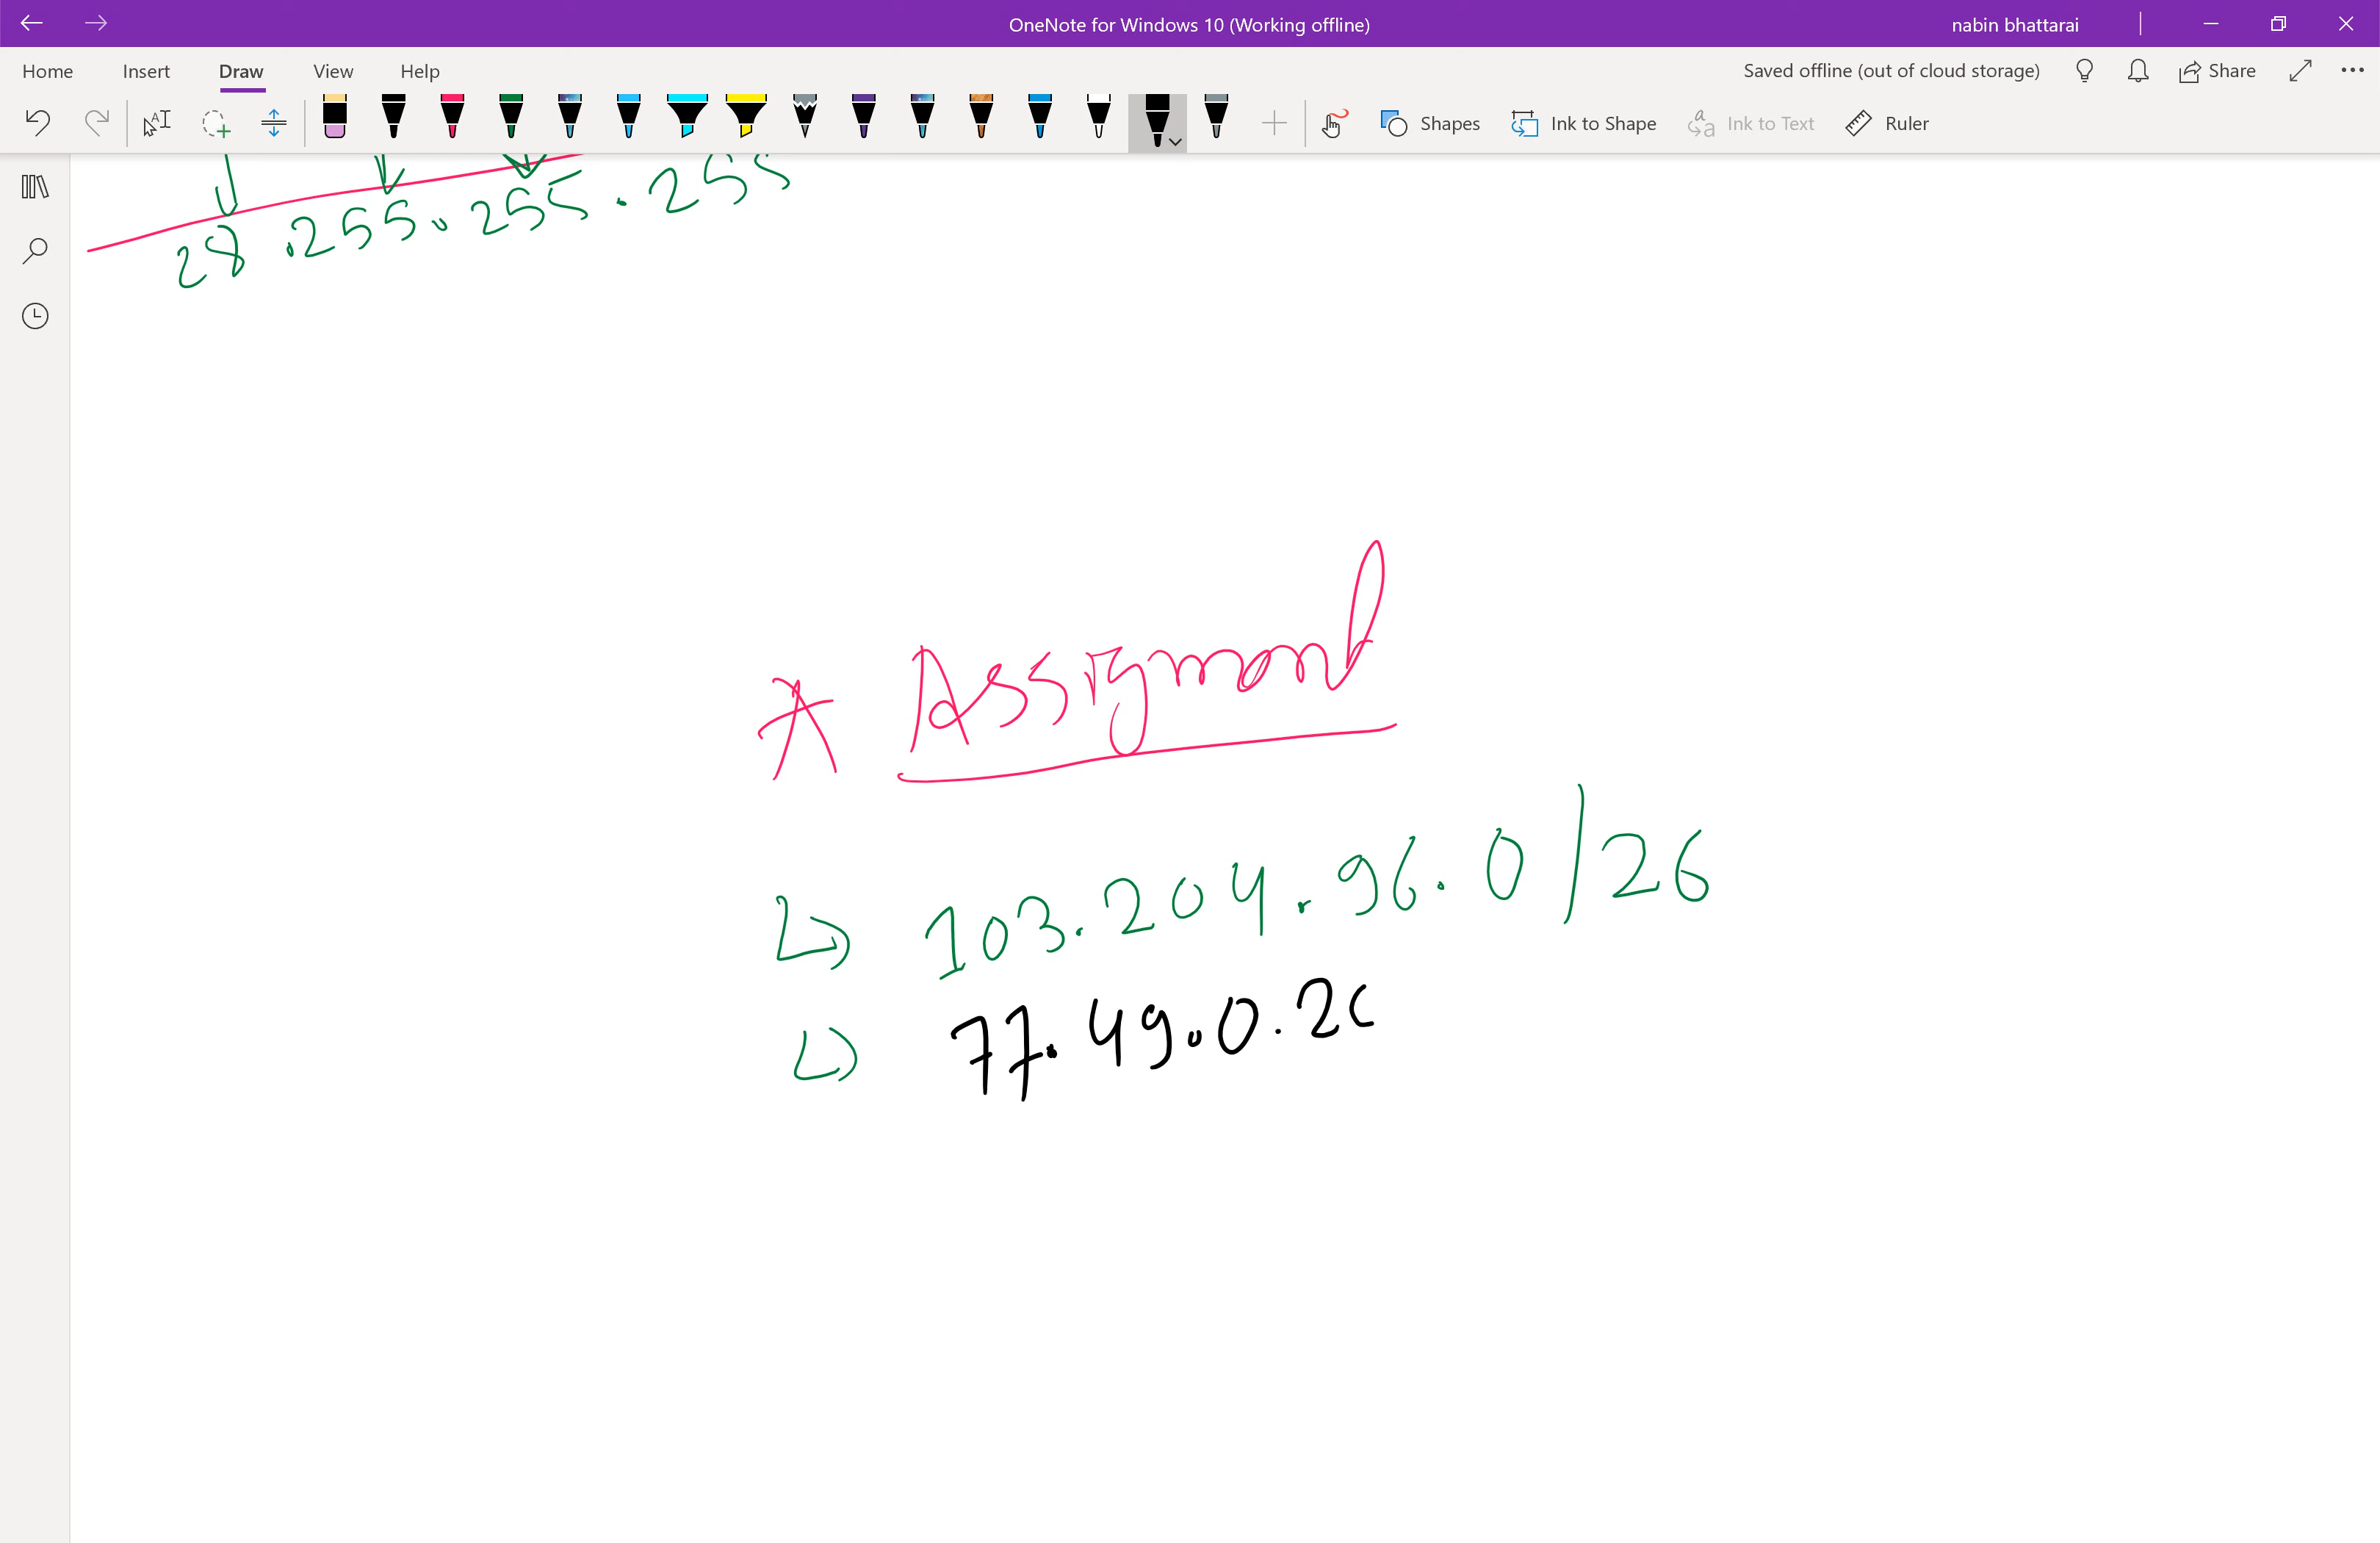 OneNote for Windows 10 (Working offline)
nabin bhattarai
Home Insert Draw View Help
Saved offline (out of cloud storage)
Share
Shapes Ink to Shape Ink to Text Ruler
28.255.255.255
* Assigment
103.204.96.0/26
77.49.0.2